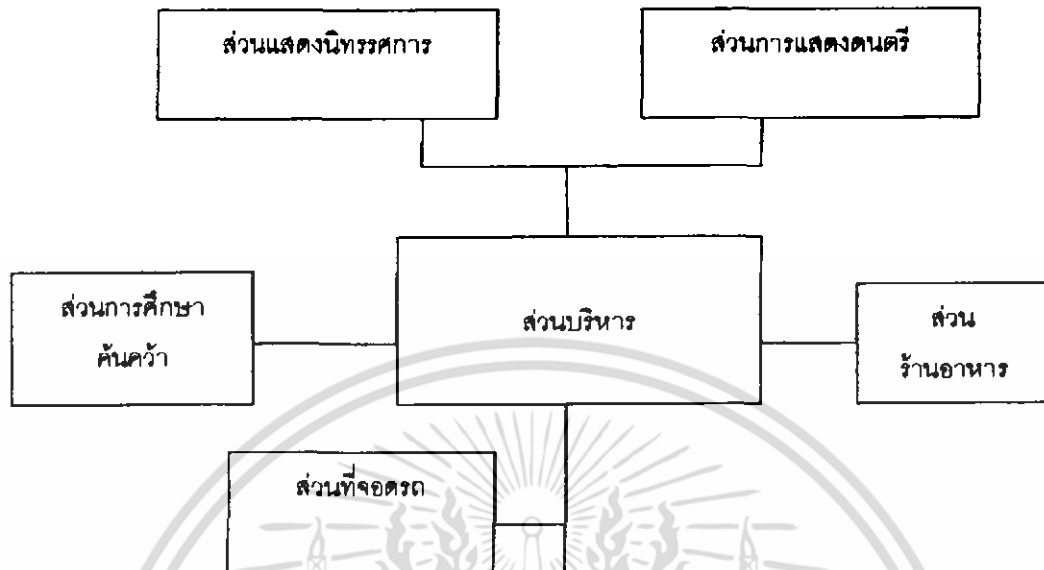 ส่วนแสดงนิทรรศการ
ส่วนการแสดงดนตรี
ส่วนการศึกษา
ค้นคว้า
ส่วนบริหาร
ส่วน
ร้านอาหาร
ส่วนที่จอดรถ